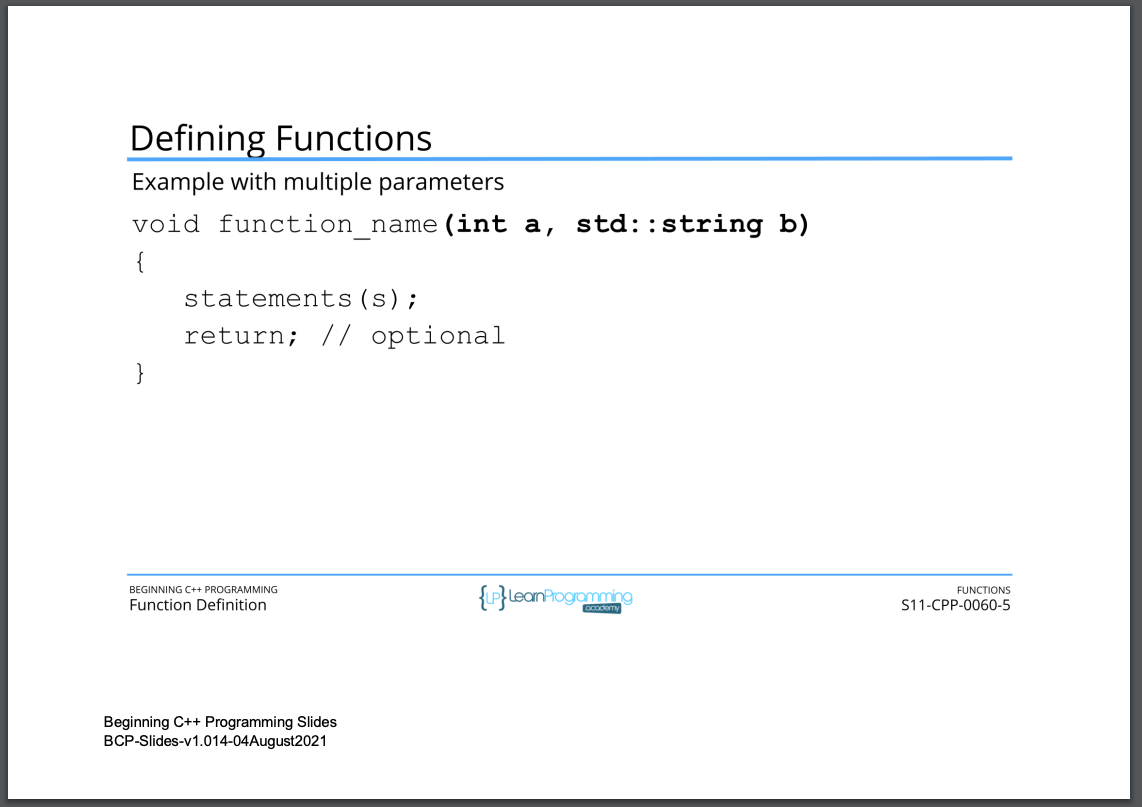 Defining Functions
Example with multiple parameters
void function_name(int a, std::string b)
{
   statements(s);
   return; // optional
}
BEGINNING C++ PROGRAMMING
Function Definition
{LP} LearnProgramming
academy
FUNCTIONS
S11-CPP-0060-5
Beginning C++ Programming Slides
BCP-Slides-v1.014-04August2021